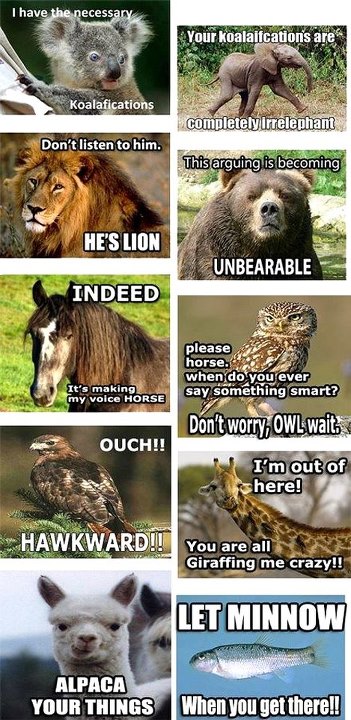 I have the necessary
Koalafications
Your koalaifcations are
completely irrelephant
Don't listen to him.
HE'S LION
This arguing is becoming
UNBEARABLE
INDEED
It's making
my voice HORSE
please
horse.
when do you ever
say something smart?
Don't worry, OWL wait.
OUCH!!
HAWKWARD!!
I'm out of
here!
You are all
Giraffing me crazy!!
ALPACA
YOUR THINGS
LET MINNOW
When you get there!!